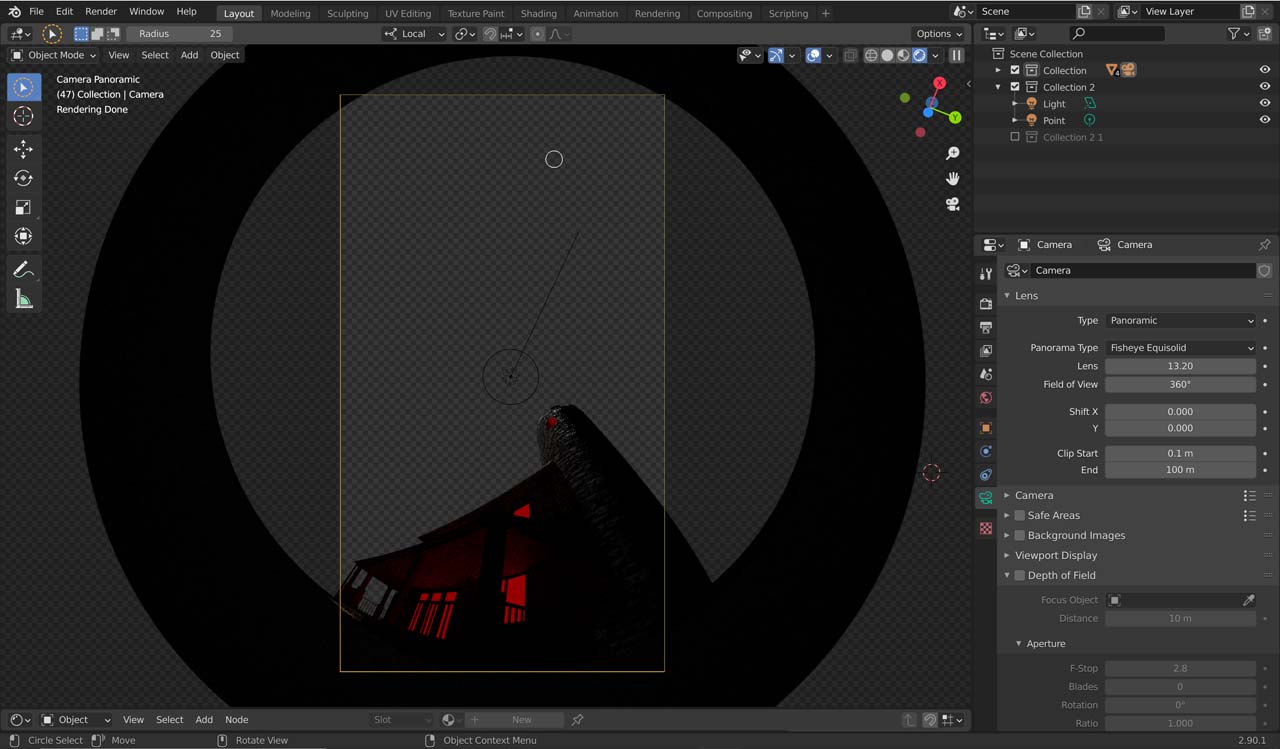 File Edit Render Window Help Layout Modeling Sculpting UV Editing Texture Paint Shading Animation Rendering Compositing Scripting + Scene View Layer
Radius 25 Local Options
Object Mode View Select Add Object
Camera Panoramic
(47) Collection | Camera
Rendering Done
X
Y
Scene Collection
Collection 4
Collection 2
Light
Point
Collection 2 1
Camera Camera
Camera
Lens
Type Panoramic
Panorama Type Fisheye Equisolid
Lens 13.20
Field of View 360°
Shift X 0.000
Y 0.000
Clip Start 0.1 m
End 100 m
Camera
Safe Areas
Background Images
Viewport Display
Depth of Field
Focus Object
Distance 10 m
Aperture
F-Stop 2.8
Blades 0
Rotation 0°
Ratio 1.000
Object View Select Add Node Slot New
Circle Select Move Rotate View Object Context Menu 2.90.1